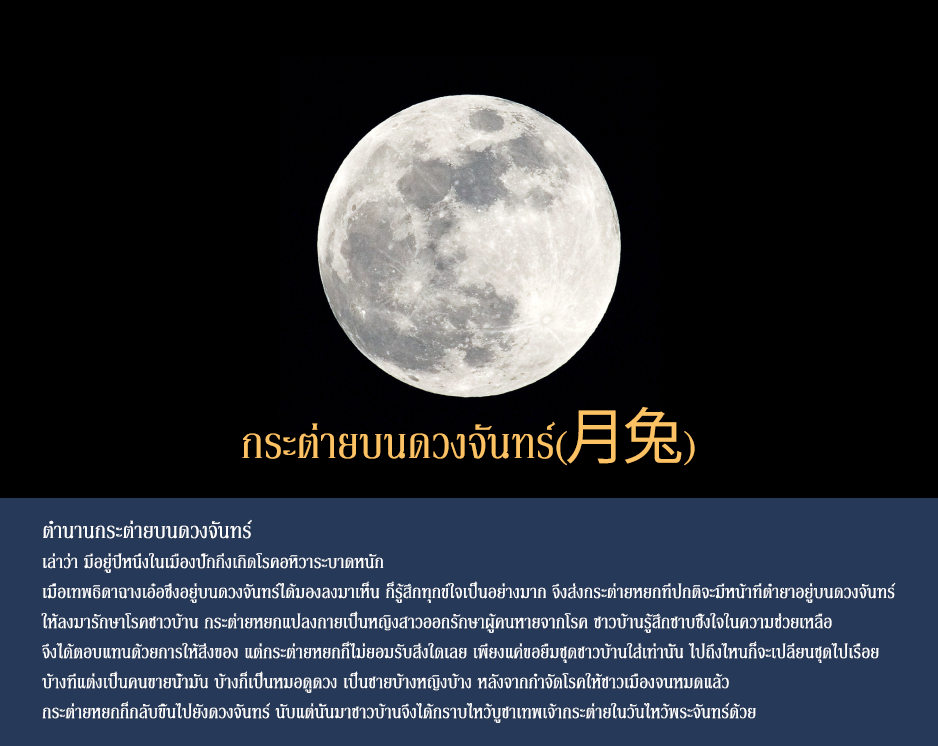 กระต่ายบนดวงจันทร์(月兔)
ตำนานกระต่ายบนดวงจันทร์
เล่าว่า มีอยู่ปีหนึ่งในเมืองปักกิ่งเกิดโรคอหิวาระบาดหนัก
เมื่อเทพธิดาฉางเอ๋อซึ่งอยู่บนดวงจันทร์ได้มองลงมาเห็น ก็รู้สึกทุกข์ใจเป็นอย่างมาก จึงส่งกระต่ายหยกที่ปกติจะมีหน้าที่ตำยาอยู่บนดวงจันทร์
ให้ลงมารักษาโรคชาวบ้าน กระต่ายหยกแปลงกายเป็นหญิงสาวออกรักษาผู้คนหายจากโรค ชาวบ้านรู้สึกซาบซึ้งใจในความช่วยเหลือ
จึงได้ตอบแทนด้วยการให้สิ่งของ แต่กระต่ายหยกก็ไม่ยอมรับสิ่งใดเลย เพียงแค่ขอยืมชุดชาวบ้านใส่เท่านั้น ไปถึงไหนก็จะเปลี่ยนชุดไปเรื่อย
บ้างก็แต่งเป็นคนขายน้ำมัน บ้างก็เป็นหมอดูดวง เป็นชายบ้างหญิงบ้าง หลังจากกำจัดโรคให้ชาวเมืองจนหมดแล้ว
กระต่ายหยกก็กลับขึ้นไปยังดวงจันทร์ นับแต่นั้นมาชาวบ้านจึงได้กราบไหว้บูชาเทพเจ้ากระต่ายในวันไหว้พระจันทร์ด้วย